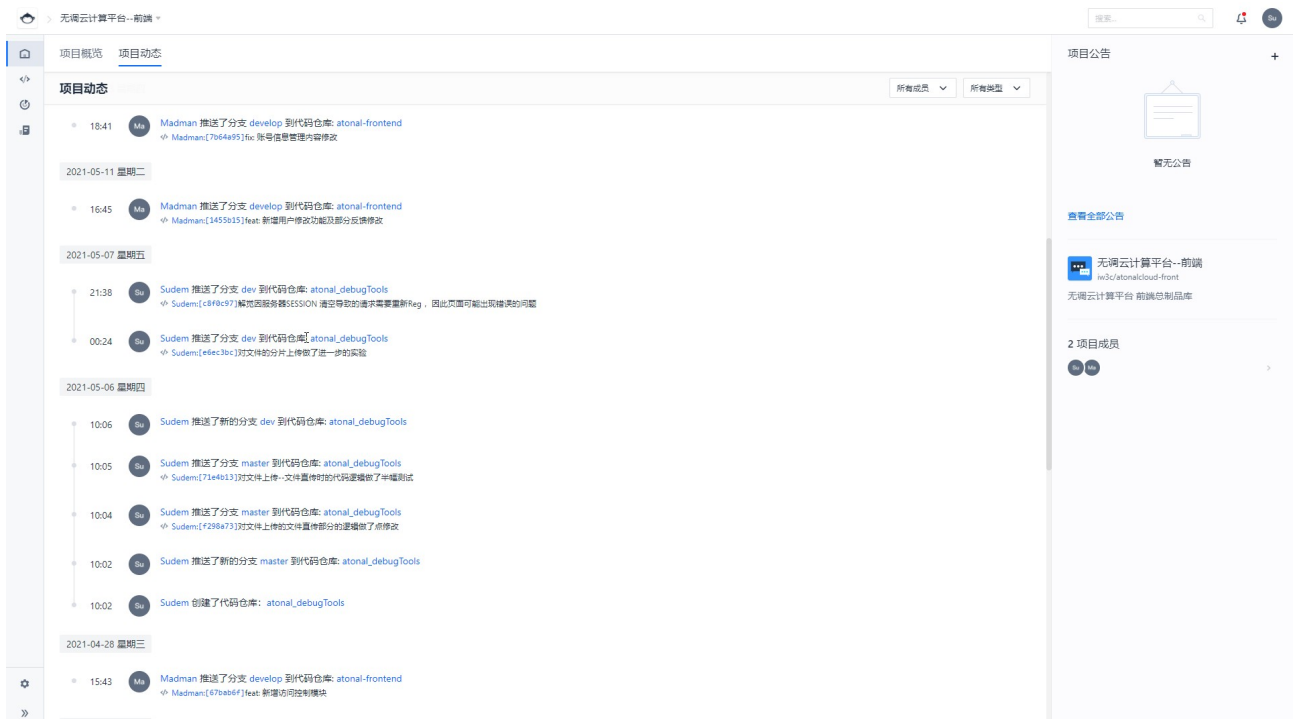 无调云计算平台--前端
搜索...
Su
项目概览 项目动态
项目动态
所有成员 所有类型
18:41 Ma Madman 推送了分支 develop 到代码仓库: atonal-frontend
Madman:[7b64a95]fix: 账号信息管理内容修改
2021-05-11 星期二
16:45 Ma Madman 推送了分支 develop 到代码仓库: atonal-frontend
Madman:[1455b15]feat: 新增用户修改功能及部分反馈修改
2021-05-07 星期五
21:38 Su Sudem 推送了分支 dev 到代码仓库: atonal_debugTools
Sudem:[c8f0c97]解觅因服务器SESSION 清空导致的请求需要重新Reg ，因此页面可能出现错误的问题
00:24 Su Sudem 推送了分支 dev 到代码仓库: atonal_debugTools
Sudem:[e6ec3bc]对文件的分片上传做了进一步的实验
2021-05-06 星期四
10:06 Su Sudem 推送了新的分支 dev 到代码仓库: atonal_debugTools
10:05 Su Sudem 推送了分支 master 到代码仓库: atonal_debugTools
Sudem:[71e4b13]对文件上传--文件直传时的代码逻辑做了半幅测试
10:04 Su Sudem 推送了分支 master 到代码仓库: atonal_debugTools
Sudem:[f298a73]对文件上传的文件直传部分的逻辑做了点修改
10:02 Su Sudem 推送了新的分支 master 到代码仓库: atonal_debugTools
10:02 Su Sudem 创建了代码仓库：atonal_debugTools
2021-04-28 星期三
15:43 Ma Madman 推送了分支 develop 到代码仓库: atonal-frontend
Madman:[67bab6f]feat: 新增访问控制模块
项目公告
+
暂无公告
查看全部公告
无调云计算平台--前端
iw3c/atonalcloud-front
无调云计算平台 前端总制品库
2 项目成员
Su Ma